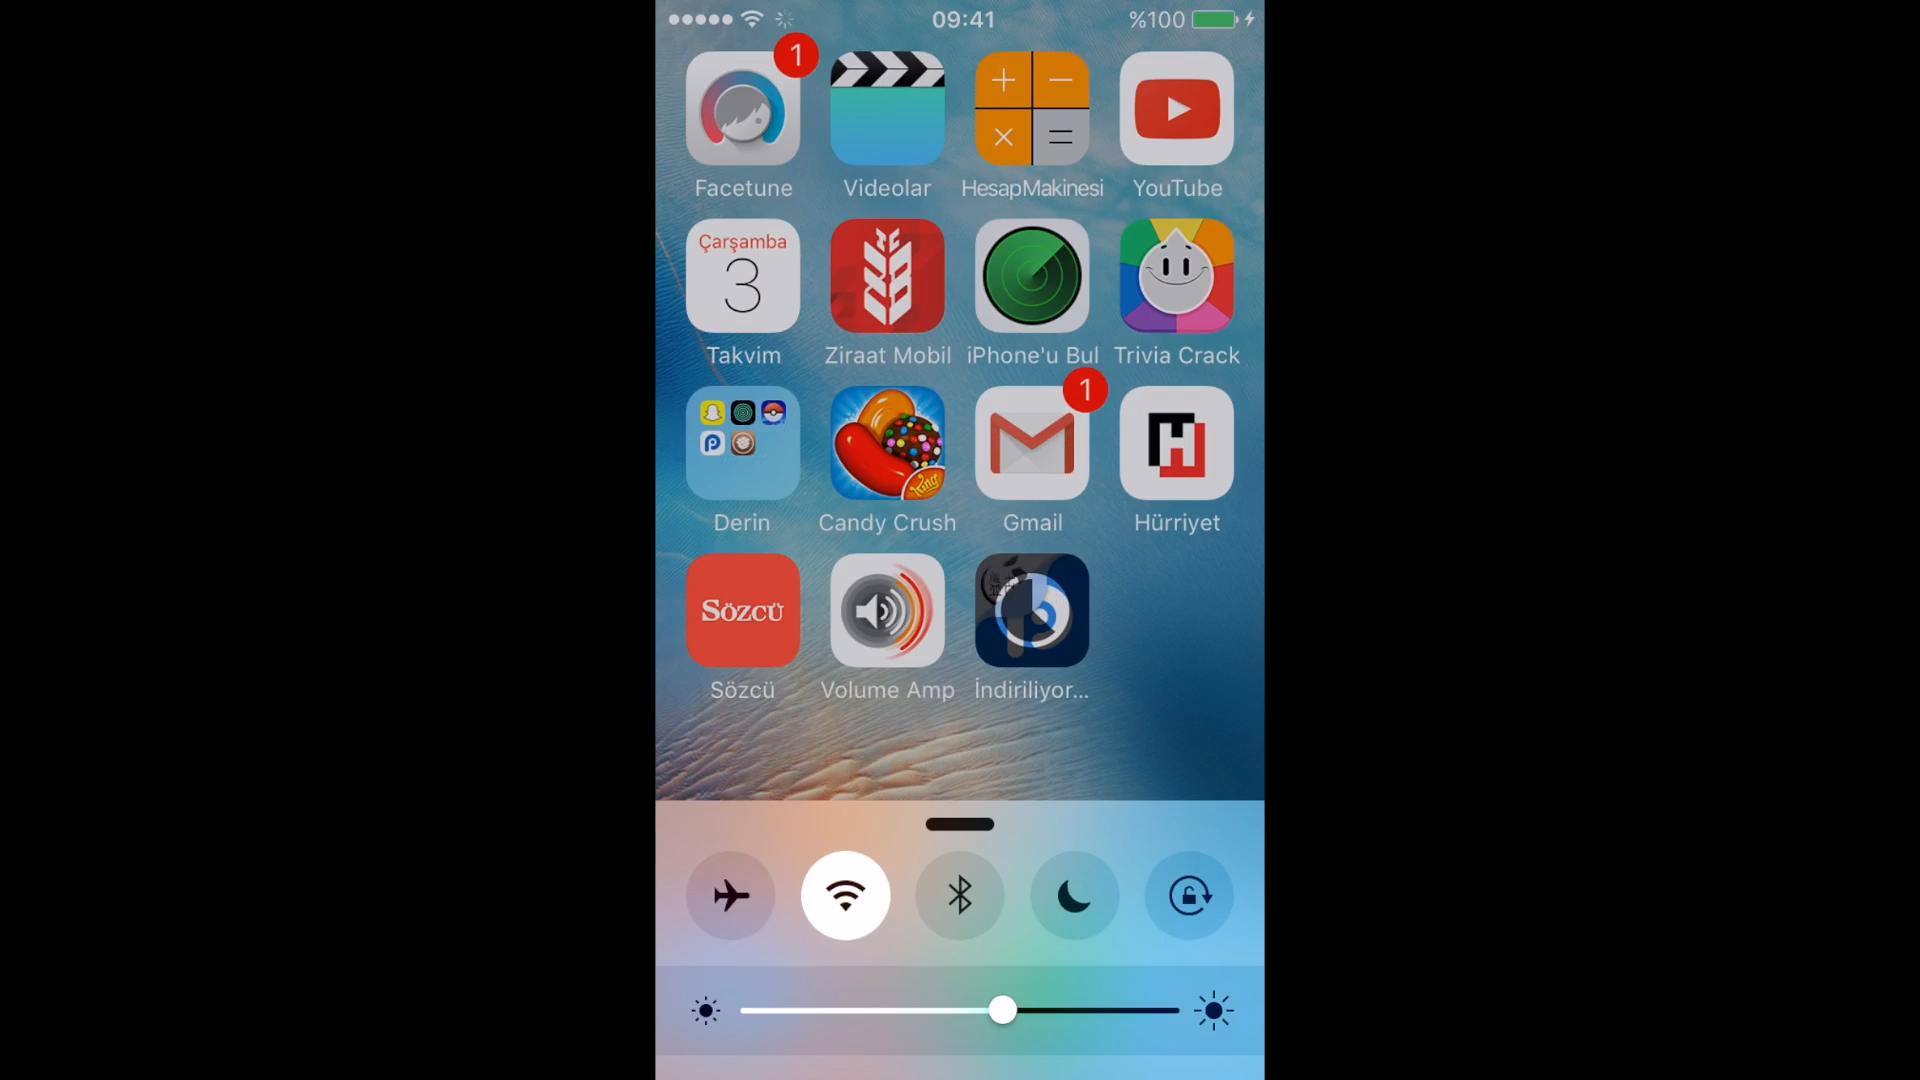 09:41 %100
1
Facetune Videolar HesapMakinesi YouTube
Çarşamba
3
Takvim Ziraat Mobil iPhone'u Bul Trivia Crack
1
King
Derin Candy Crush Gmail Hürriyet
Sözcü
Sözcü Volume Amp İndiriliyor...